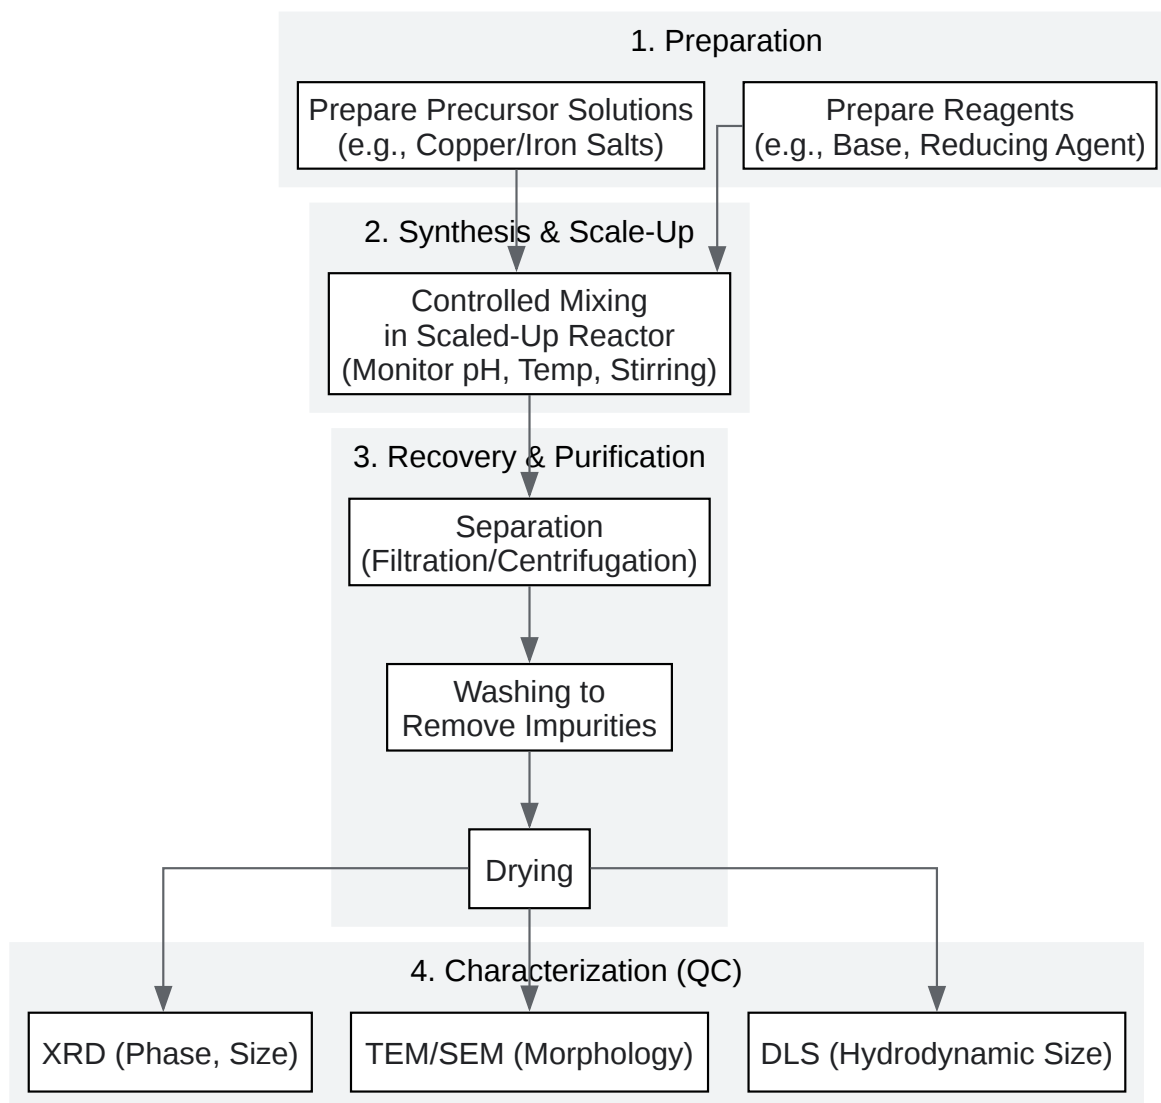 1. Preparation
Prepare Precursor Solutions
(e.g., Copper/Iron Salts)
Prepare Reagents
(e.g., Base, Reducing Agent)
2. Synthesis & Scale-Up
Controlled Mixing
in Scaled-Up Reactor
(Monitor pH, Temp, Stirring)
3. Recovery & Purification
Separation
(Filtration/Centrifugation)
Washing to
Remove Impurities
Drying
4. Characterization (QC)
XRD (Phase, Size)
TEM/SEM (Morphology)
DLS (Hydrodynamic Size)